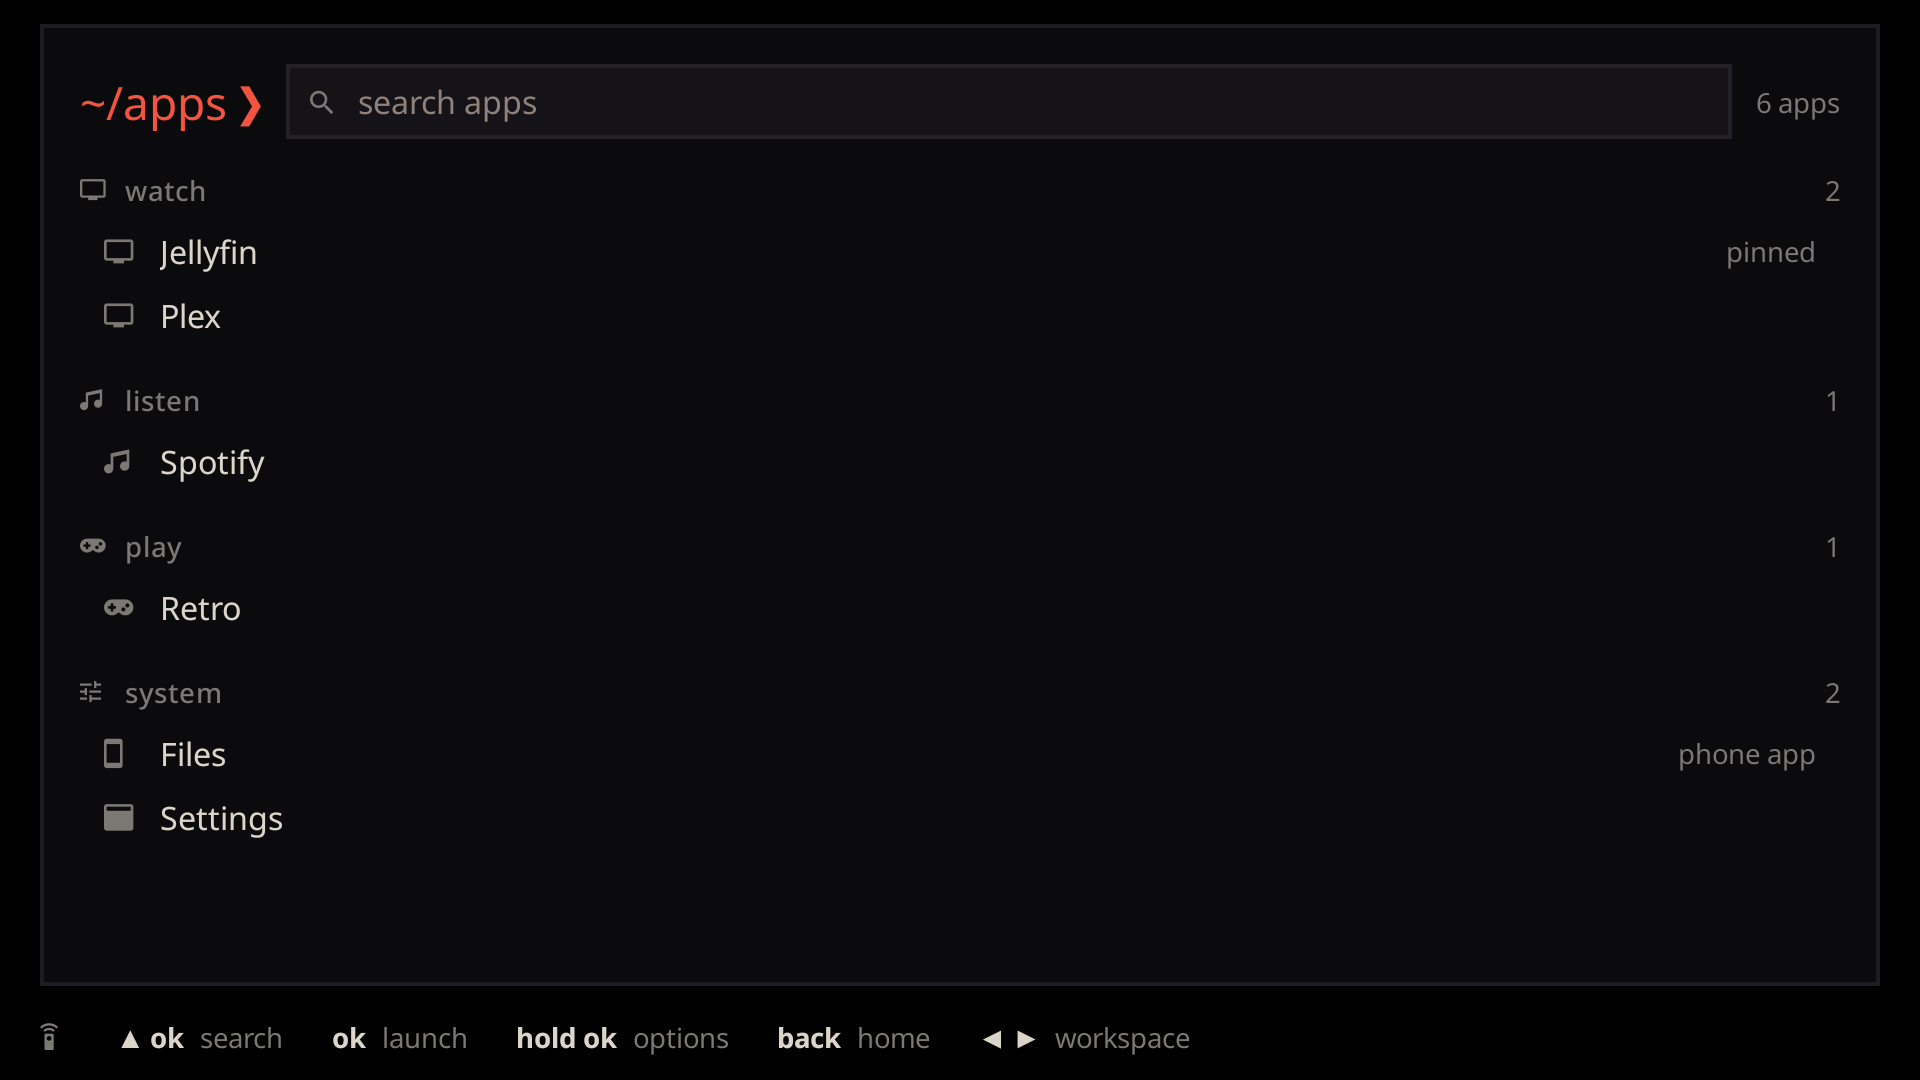 ~/apps ❯ search apps 6 apps
watch 2
Jellyfin pinned
Plex
listen 1
Spotify
play 1
Retro
system 2
Files phone app
Settings
▲ ok search ok launch hold ok options back home ◀ ▶ workspace